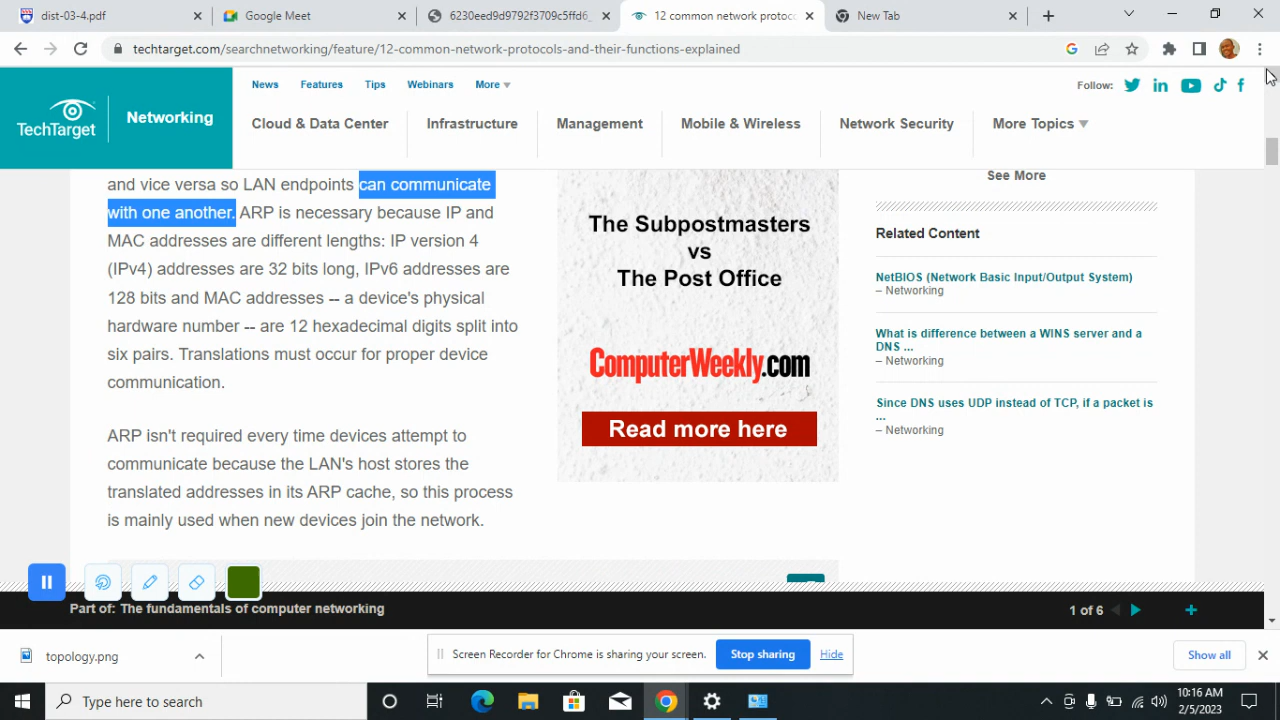 dist-03-4.pdf
Google Meet
6230eed9d9792f3709c5ffd6_
12 common network protoco
New Tab
techtarget.com/searchnetworking/feature/12-common-network-protocols-and-their-functions-explained
TechTarget
Networking
News Features Tips Webinars More
Follow:
Cloud & Data Center Infrastructure Management Mobile & Wireless Network Security More Topics
and vice versa so LAN endpoints can communicate
with one another. ARP is necessary because IP and
MAC addresses are different lengths: IP version 4
(IPv4) addresses are 32 bits long, IPv6 addresses are
128 bits and MAC addresses -- a device's physical
hardware number -- are 12 hexadecimal digits split into
six pairs. Translations must occur for proper device
communication.
ARP isn't required every time devices attempt to
communicate because the LAN's host stores the
translated addresses in its ARP cache, so this process
is mainly used when new devices join the network.
The Subpostmasters
vs
The Post Office
ComputerWeekly.com
Read more here
See More
Related Content
NetBIOS (Network Basic Input/Output System)
– Networking
What is difference between a WINS server and a
DNS ...
– Networking
Since DNS uses UDP instead of TCP, if a packet is
...
– Networking
Part of: The fundamentals of computer networking
1 of 6
topology.png
Screen Recorder for Chrome is sharing your screen.
Stop sharing
Hide
Show all
Type here to search
10:16 AM
2/5/2023